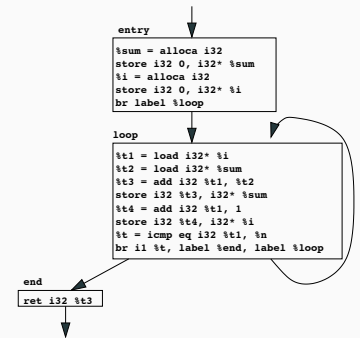 entry
%sum = alloca i32
store i32 0, i32* %sum
%i = alloca i32
store i32 0, i32* %i
br label %loop
loop
%t1 = load i32* %i
%t2 = load i32* %sum
%t3 = add i32 %t1, %t2
store i32 %t3, i32* %sum
%t4 = add i32 %t1, 1
store i32 %t4, i32* %i
%t = icmp eq i32 %t1, %n
br i1 %t, label %end, label %loop
end
ret i32 %t3